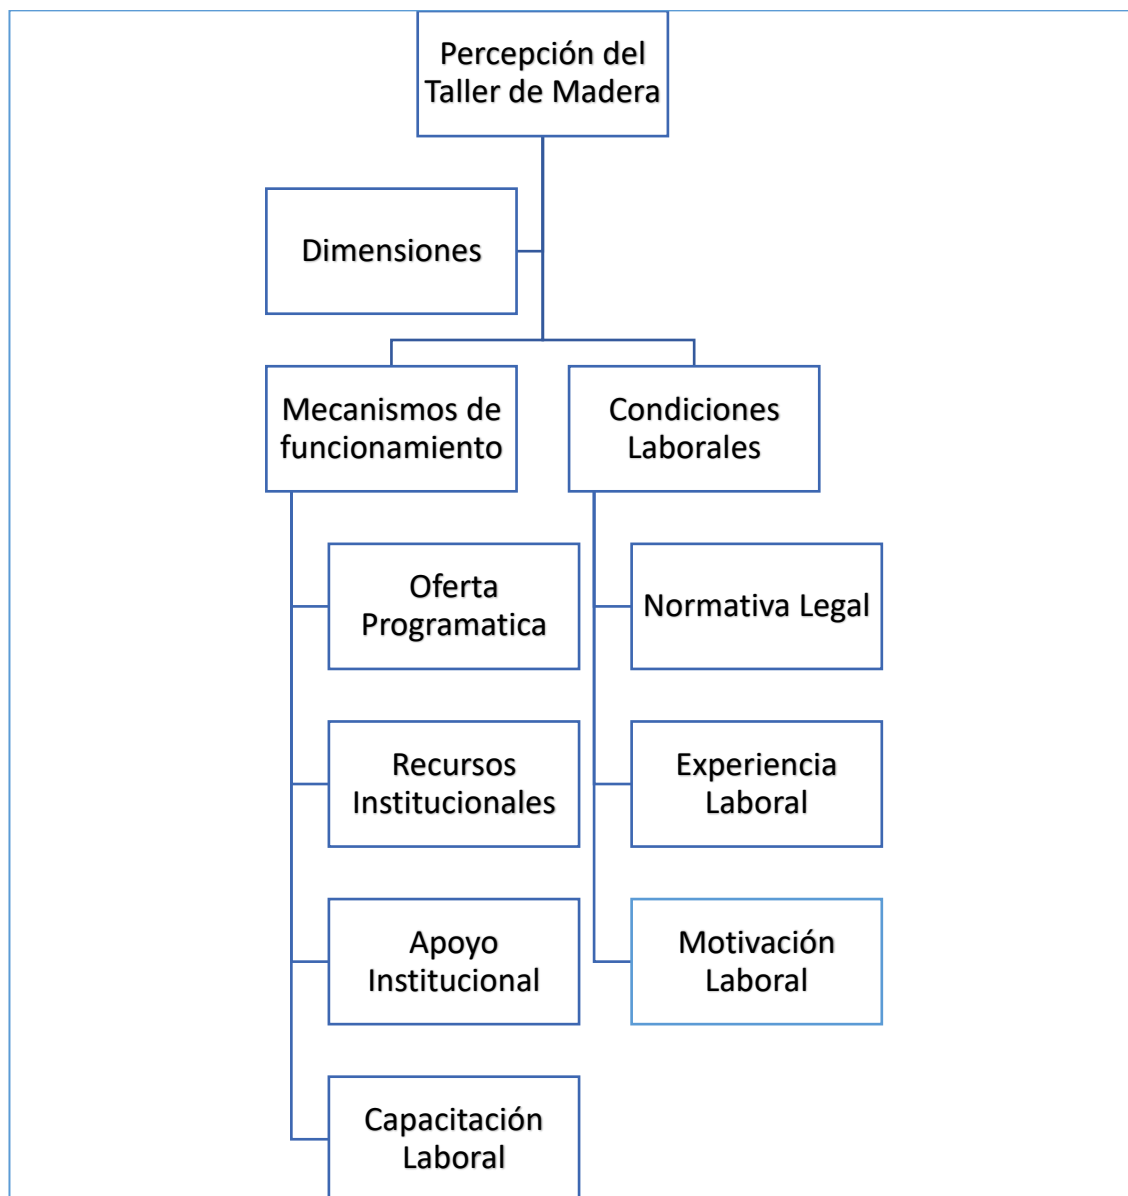 Percepción del
Taller de Madera
Dimensiones
Mecanismos de
funcionamiento
Condiciones
Laborales
Oferta
Programatica
Normativa Legal
Recursos
Institucionales
Experiencia
Laboral
Apoyo
Institucional
Motivación
Laboral
Capacitación
Laboral